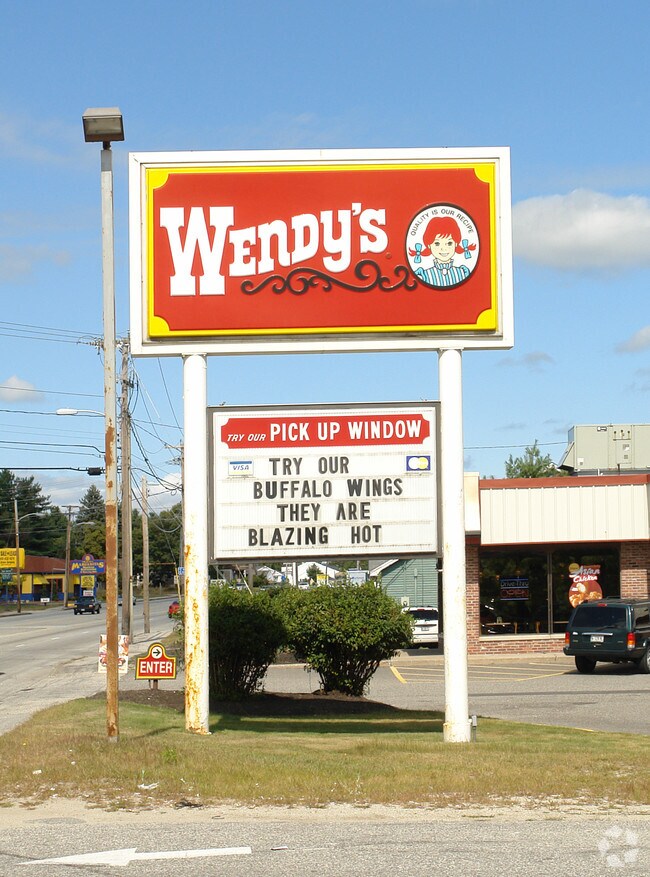 WENDY'S
QUALITY IS OUR RECIPE
TRY OUR PICK UP WINDOW
VISA
TRY OUR
BUFFALO WINGS
THEY ARE
BLAZING HOT
ENTER